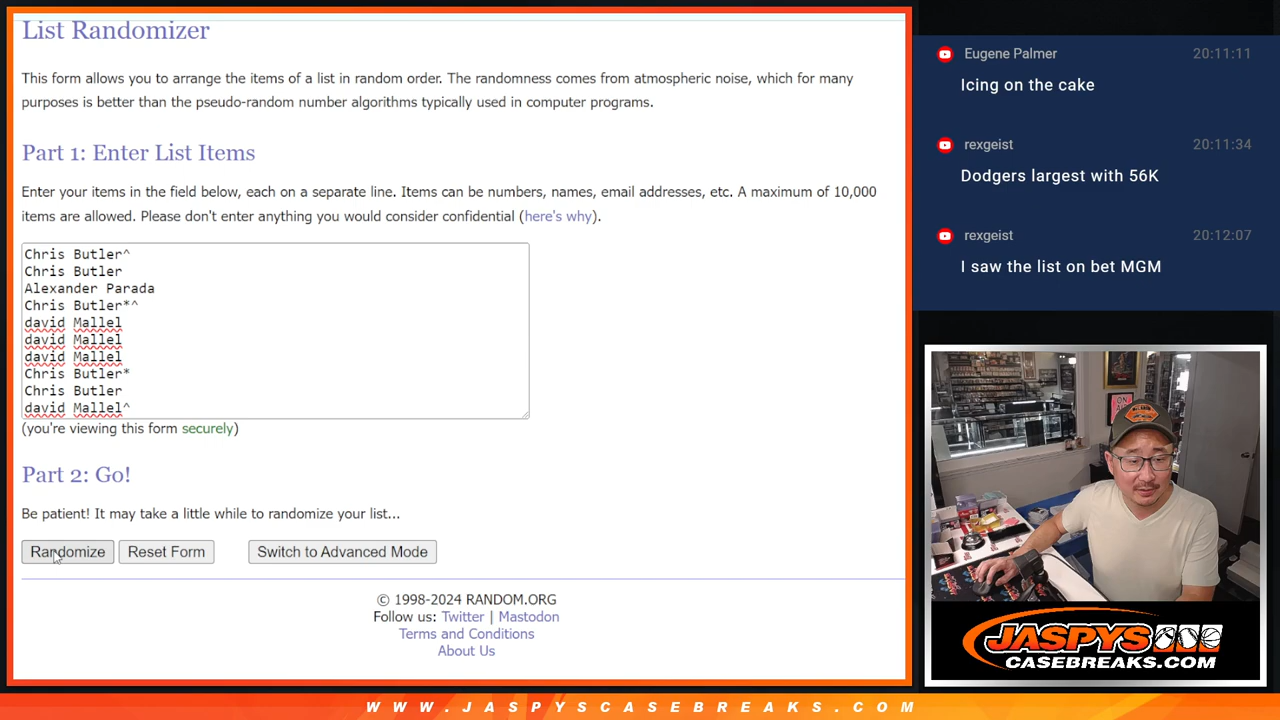 List Randomizer
This form allows you to arrange the items of a list in random order. The randomness comes from atmospheric noise, which for many
purposes is better than the pseudo-random number algorithms typically used in computer programs.
Part 1: Enter List Items
Enter your items in the field below, each on a separate line. Items can be numbers, names, email addresses, etc. A maximum of 10,000
items are allowed. Please don't enter anything you would consider confidential (here's why).
Chris Butler^
Chris Butler
Alexander Parada
Chris Butler*^
david Mallel
david Mallel
david Mallel
Chris Butler*
Chris Butler
david Mallel^
(you're viewing this form securely)
Part 2: Go!
Be patient! It may take a little while to randomize your list...
Randomize Reset Form Switch to Advanced Mode
© 1998-2024 RANDOM.ORG
Follow us: Twitter | Mastodon
Terms and Conditions
About Us
Eugene Palmer 20:11:11
Icing on the cake
rexgeist 20:11:34
Dodgers largest with 56K
rexgeist 20:12:07
I saw the list on bet MGM
JASPYS
CASEBREAKS.COM
WWW.JASPYSCASEBREAKS.COM